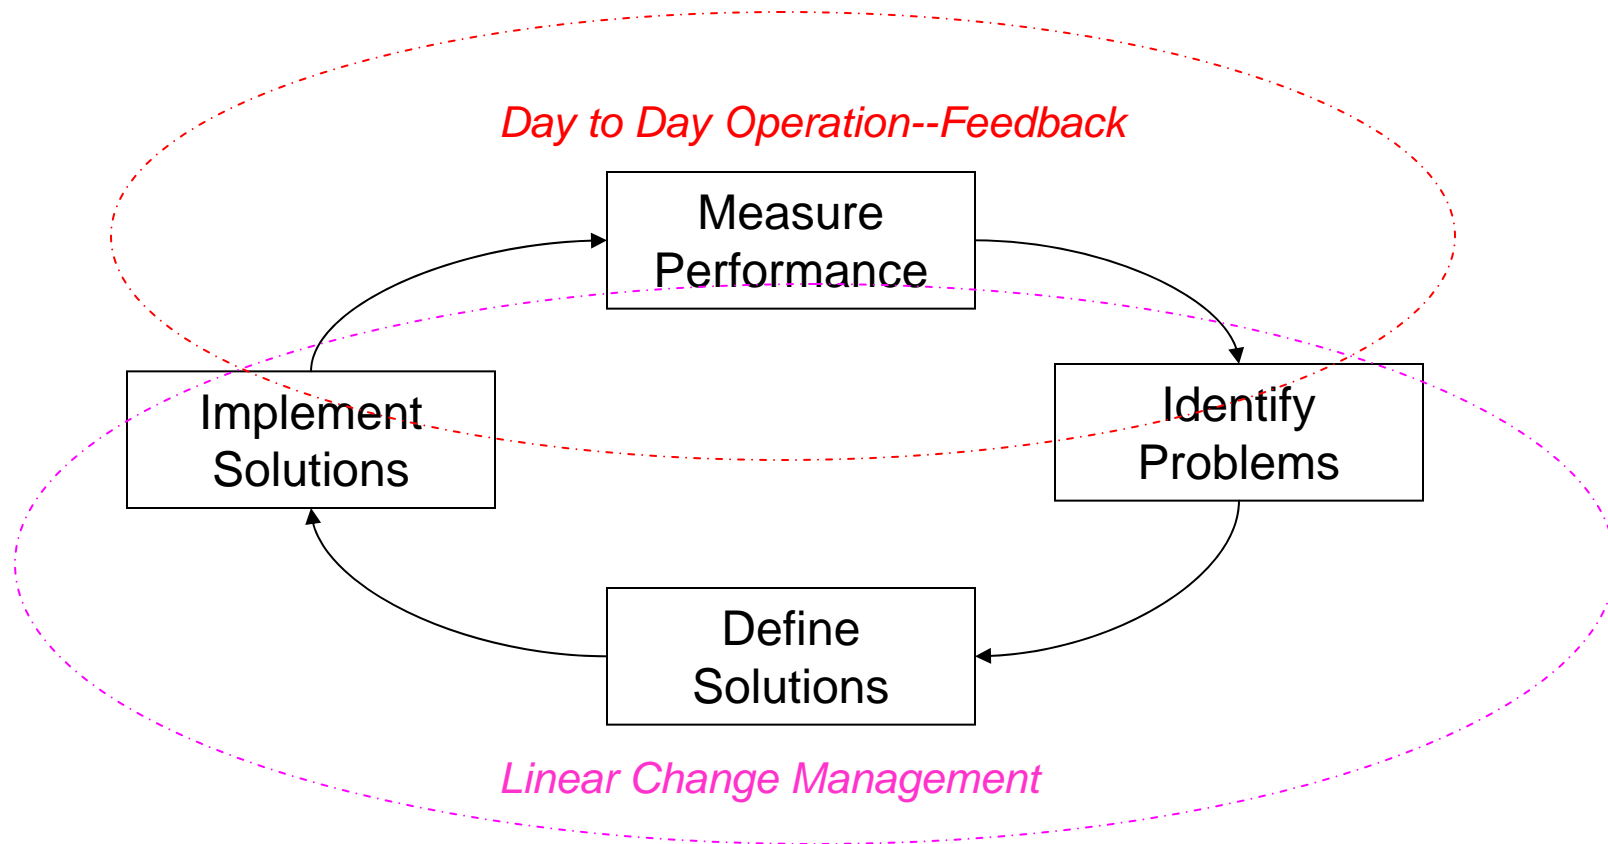 Day to Day Operation--Feedback
Measure
Performance
Implement
Solutions
Identify
Problems
Define
Solutions
Linear Change Management